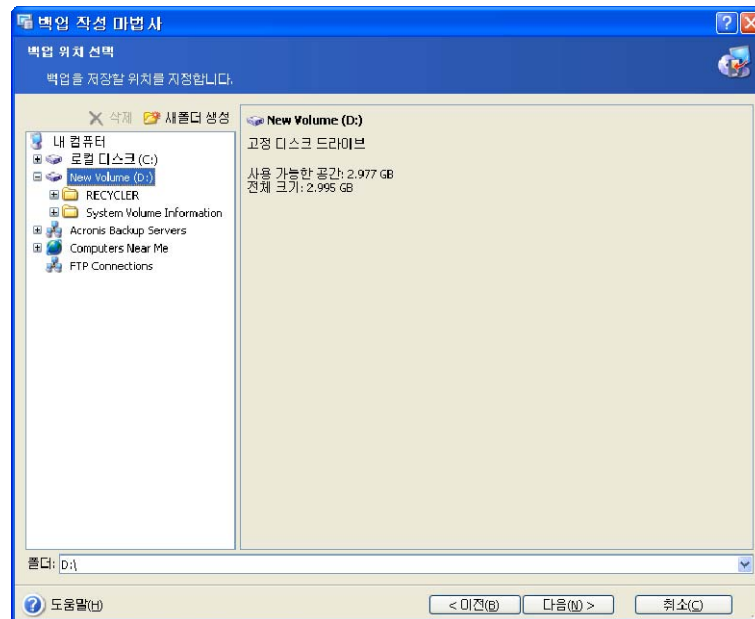 백업 작성 마법사
백업 위치 선택
백업을 저장할 위치를 지정합니다.
삭제 새폴더 생성
내 컴퓨터
로컬 디스크 (C:)
New Volume (D:)
RECYCLER
System Volume Information
Acronis Backup Servers
Computers Near Me
FTP Connections
New Volume (D:)
고정 디스크 드라이브
사용 가능한 공간: 2.977 GB
전체 크기: 2.995 GB
폴더: D:\
도움말(H)
< 이전(B) 다음(N) > 취소(C)